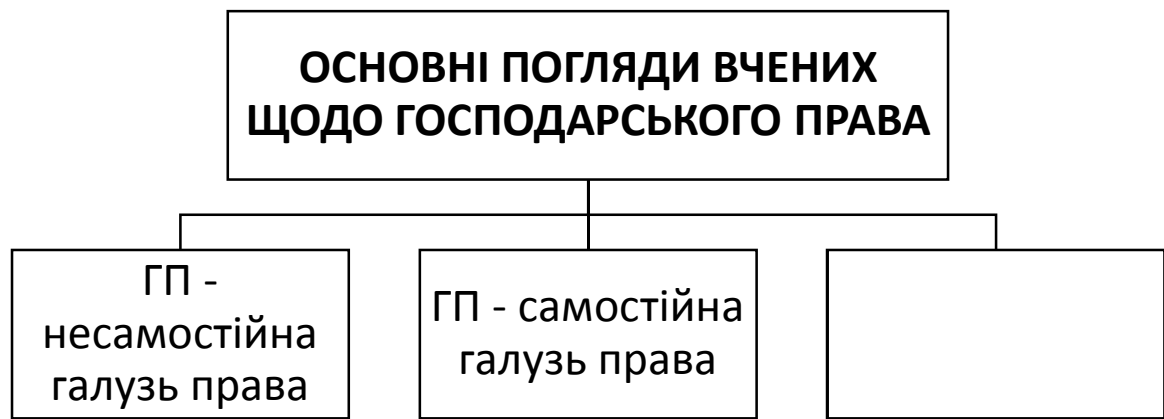 ОСНОВНІ ПОГЛЯДИ ВЧЕНИХ
ЩОДО ГОСПОДАРСЬКОГО ПРАВА
ГП -
несамостійна
галузь права
ГП - самостійна
галузь права